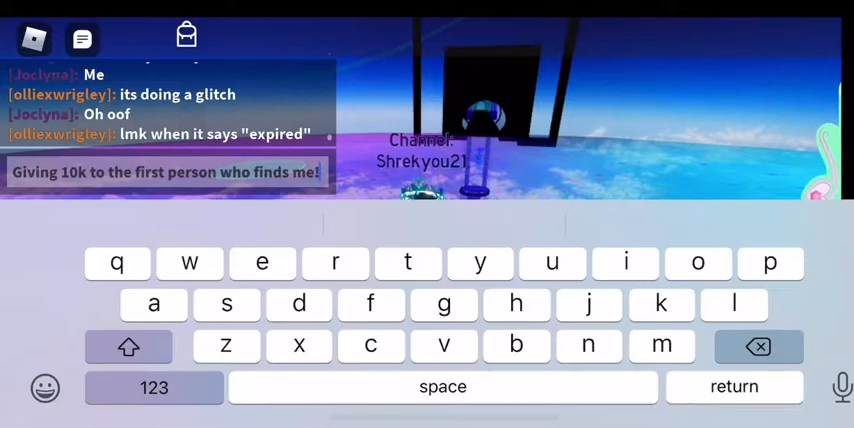 [Joclyna]: Me
[olliexwrigley]: its doing a glitch
[Joclyna]: Oh oof
[olliexwrigley]: lmk when it says "expired"
Giving 10k to the first person who finds me!
Channel:
Shrekyou21
q w e r t y u i o p
a s d f g h j k l
z x c v b n m
123 space return